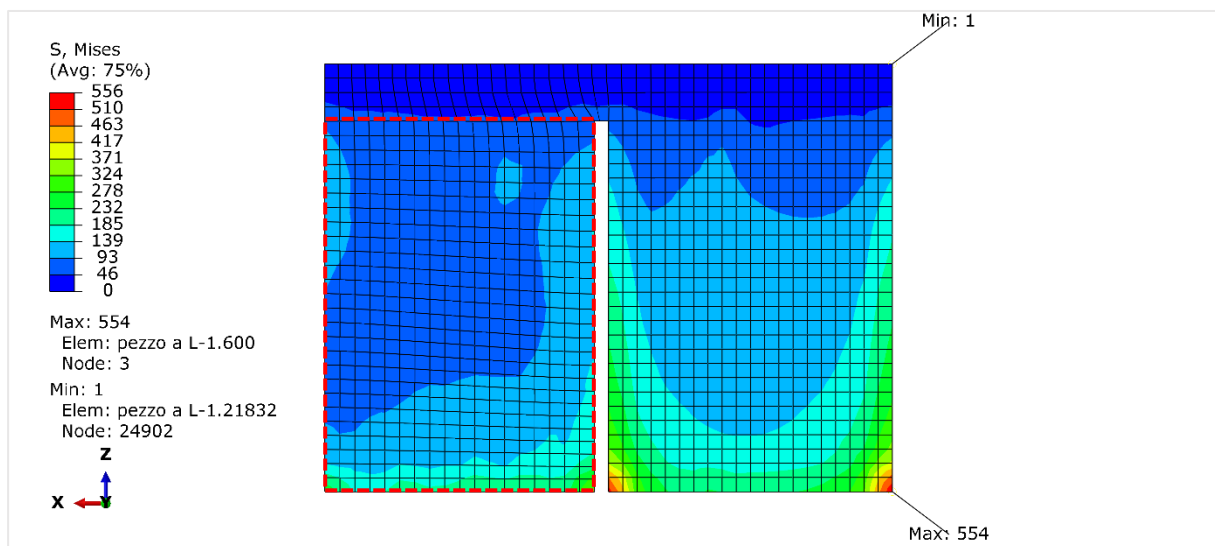 Min: 1
S, Mises
(Avg: 75%)
556
510
463
417
371
324
278
232
185
139
93
46
0
Max: 554
Elem: pezzo a L-1.600
Node: 3
Min: 1
Elem: pezzo a L-1.21832
Node: 24902
Z
X
Y
Max: 554